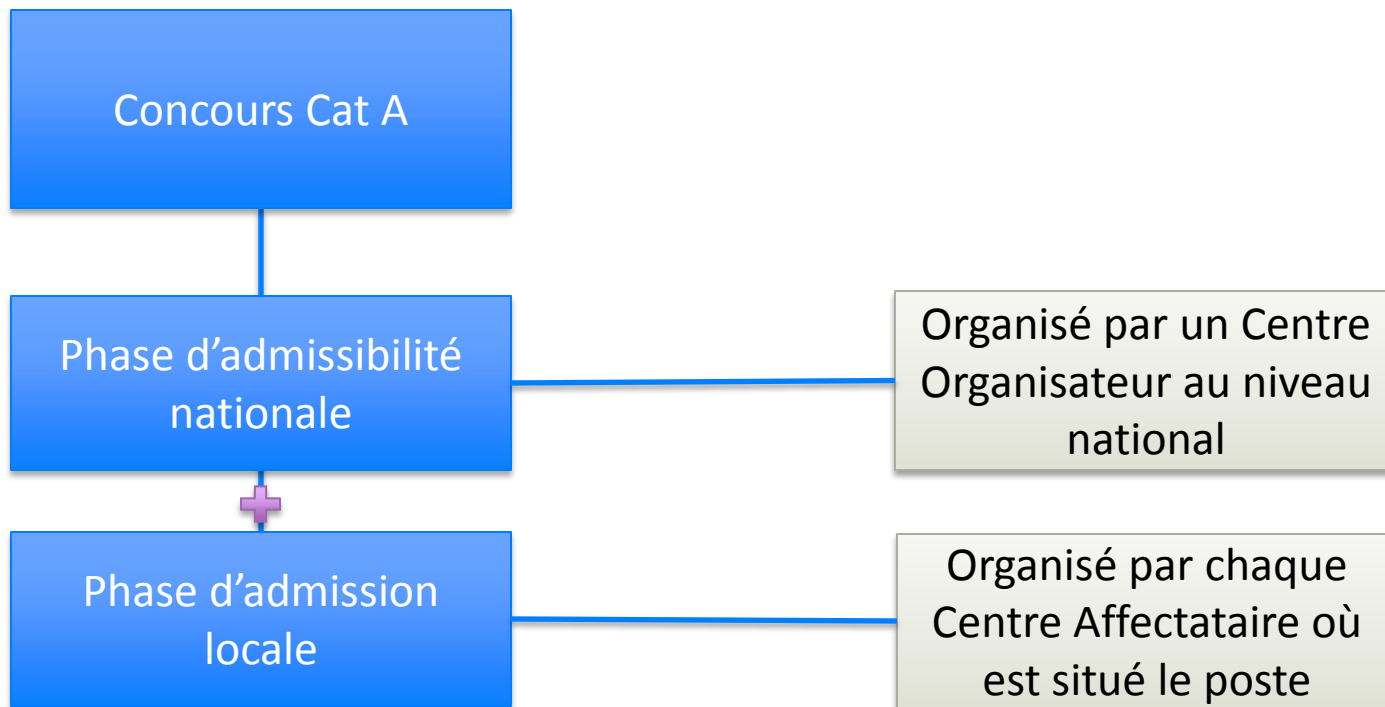 Concours Cat A
Phase d’admissibilité
nationale
Organisé par un Centre
Organisateur au niveau
national
Phase d’admission
locale
Organisé par chaque
Centre Affectataire où
est situé le poste